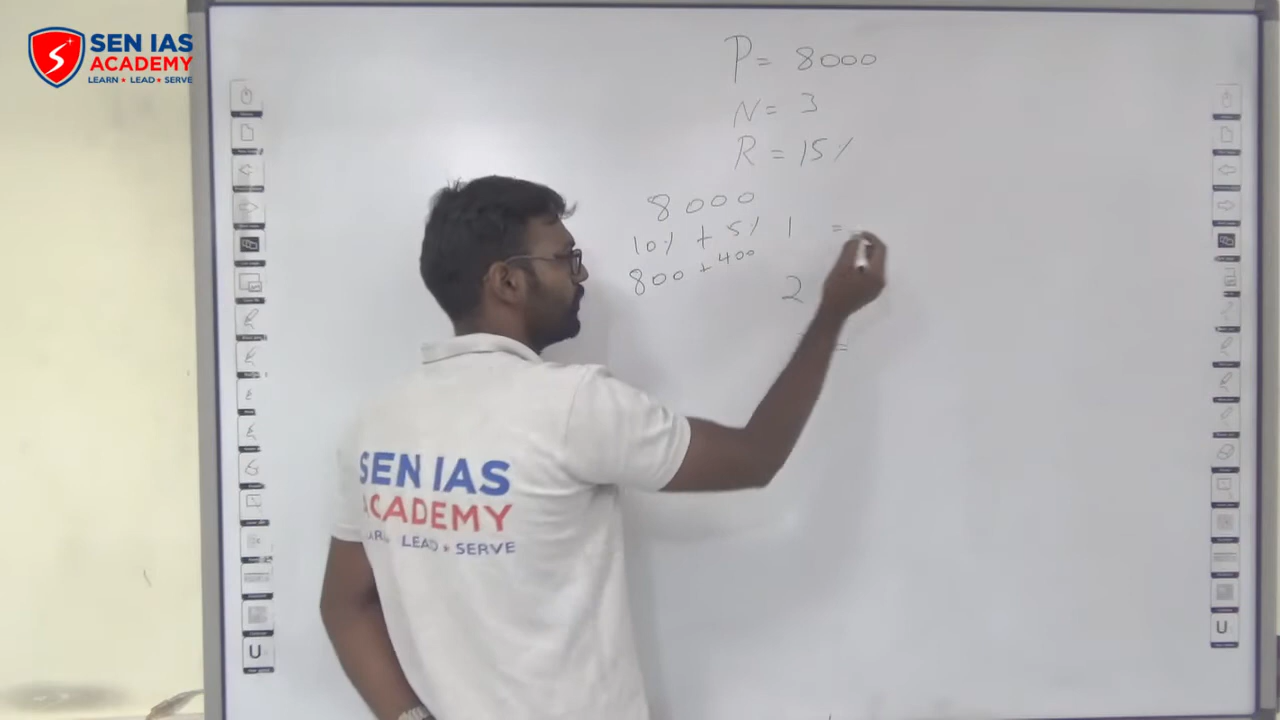 SEN IAS
ACADEMY
LEARN ★ LEAD ★ SERVE
P = 8000
N = 3
R = 15%
8000
10% + 5% 1 =
800 + 400
2
=
SEN IAS
ACADEMY
LEAD ★ SERVE
U
U